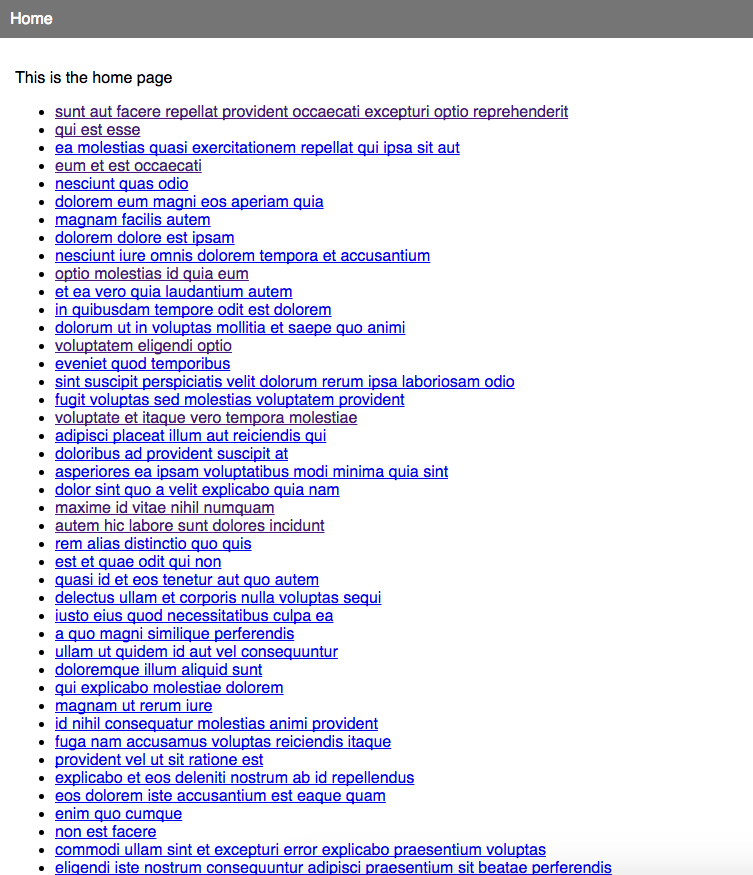 Home
This is the home page
sunt aut facere repellat provident occaecati excepturi optio reprehenderit
qui est esse
ea molestias quasi exercitationem repellat qui ipsa sit aut
eum et est occaecati
nesciunt quas odio
dolorem eum magni eos aperiam quia
magnam facilis autem
dolorem dolore est ipsam
nesciunt iure omnis dolorem tempora et accusantium
optio molestias id quia eum
et ea vero quia laudantium autem
in quibusdam tempore odit est dolorem
dolorum ut in voluptas mollitia et saepe quo animi
voluptatem eligendi optio
eveniet quod temporibus
sint suscipit perspiciatis velit dolorum rerum ipsa laboriosam odio
fugit voluptas sed molestias voluptatem provident
voluptate et itaque vero tempora molestiae
adipisci placeat illum aut reiciendis qui
doloribus ad provident suscipit at
asperiores ea ipsam voluptatibus modi minima quia sint
dolor sint quo a velit explicabo quia nam
maxime id vitae nihil numquam
autem hic labore sunt dolores incidunt
rem alias distinctio quo quis
est et quae odit qui non
quasi id et eos tenetur aut quo autem
delectus ullam et corporis nulla voluptas sequi
iusto eius quod necessitatibus culpa ea
a quo magni similique perferendis
ullam ut quidem id aut vel consequuntur
doloremque illum aliquid sunt
qui explicabo molestiae dolorem
magnam ut rerum iure
id nihil consequatur molestias animi provident
fuga nam accusamus voluptas reiciendis itaque
provident vel ut sit ratione est
explicabo et eos deleniti nostrum ab id repellendus
eos dolorem iste accusantium est eaque quam
enim quo cumque
non est facere
commodi ullam sint et excepturi error explicabo praesentium voluptas
eligendi iste nostrum consequuntur adipisci praesentium sit beatae perferendis